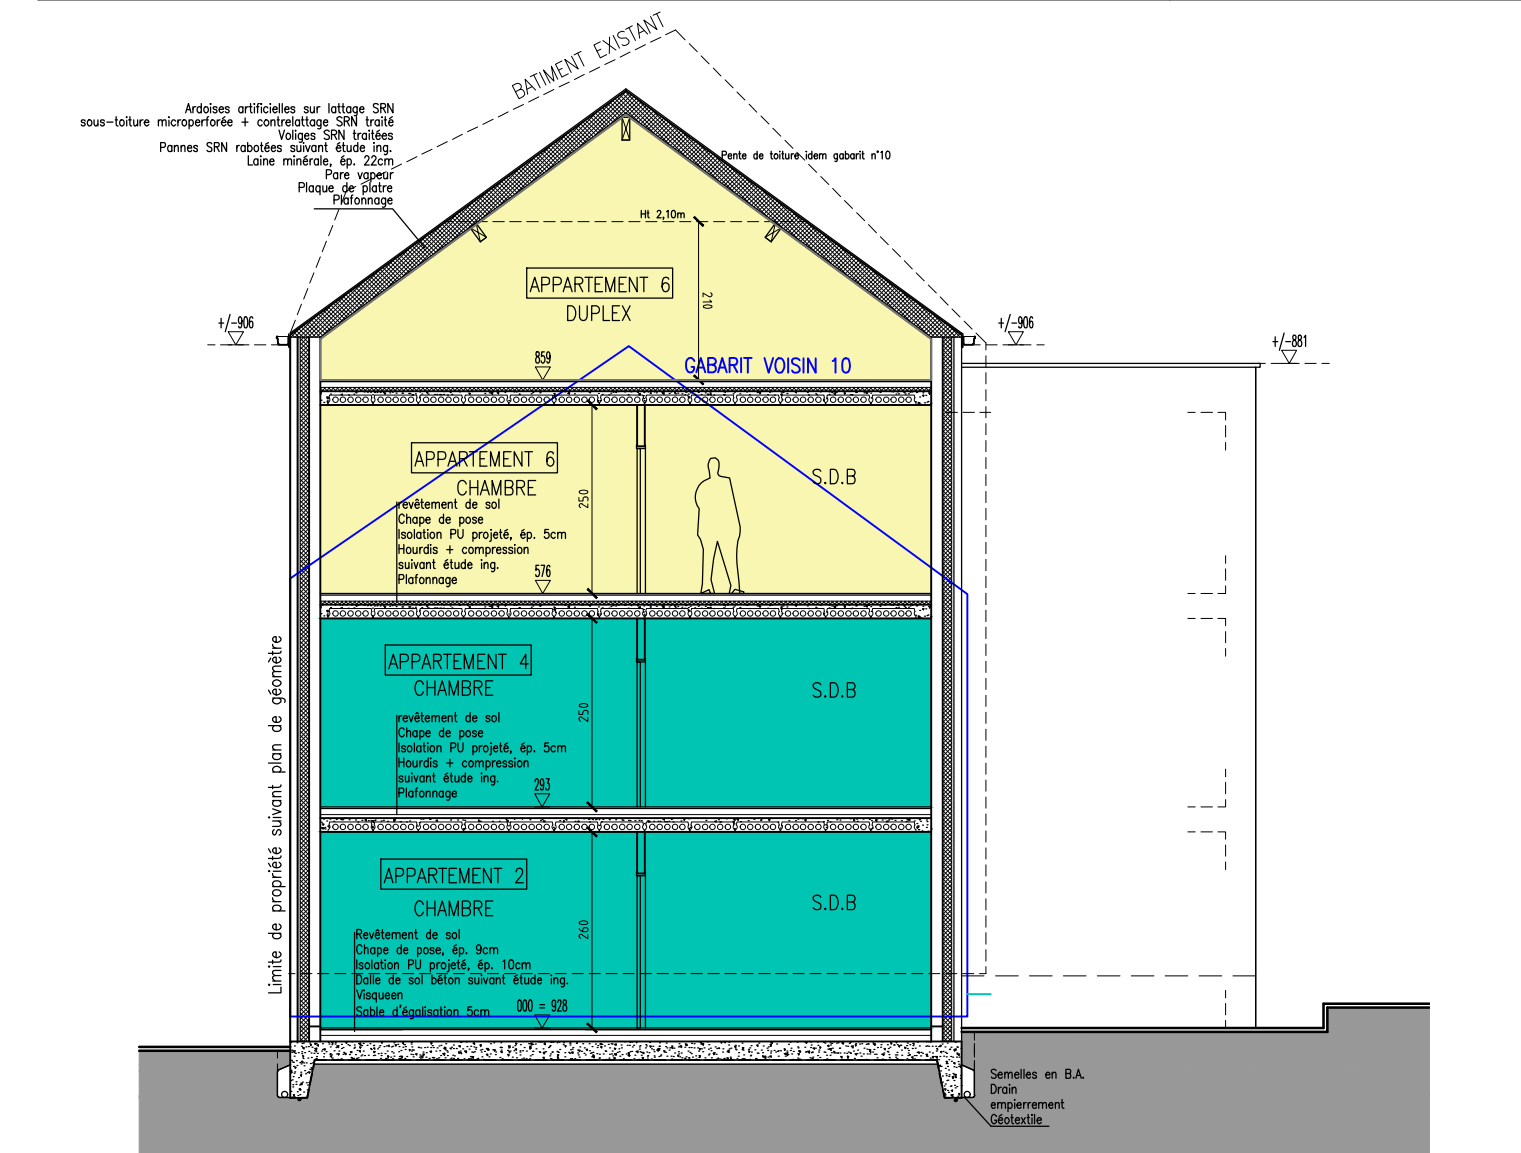 BATIMENT EXISTANT
Ardoises artificielles sur lattage SRN
sous-toiture microperforée + contrelattage SRN traité
Voliges SRN traitées
Pannes SRN rabotées suivant étude ing.
Laine minérale, ép. 22cm
Pare vapeur
Plaque de platre
Plafonnage
Pente de toiture idem gabarit n°10
Ht 2,10m
210
APPARTEMENT 6
DUPLEX
+/-906
+/-906
+/-881
859
GABARIT VOISIN 10
APPARTEMENT 6
CHAMBRE
S.D.B
250
revêtement de sol
Chape de pose
Isolation PU projeté, ép. 5cm
Hourdis + compression
suivant étude ing.
Plafonnage
576
Limite de propriété suivant plan de géomètre
APPARTEMENT 4
CHAMBRE
S.D.B
250
revêtement de sol
Chape de pose
Isolation PU projeté, ép. 5cm
Hourdis + compression
suivant étude ing.
Plafonnage
293
APPARTEMENT 2
CHAMBRE
S.D.B
260
Revêtement de sol
Chape de pose, ép. 9cm
Isolation PU projeté, ép. 10cm
Dalle de sol béton suivant étude ing.
Visqueen
Sable d'égalisation 5cm
000 = 928
Semelles en B.A.
Drain
empierrement
Géotextile